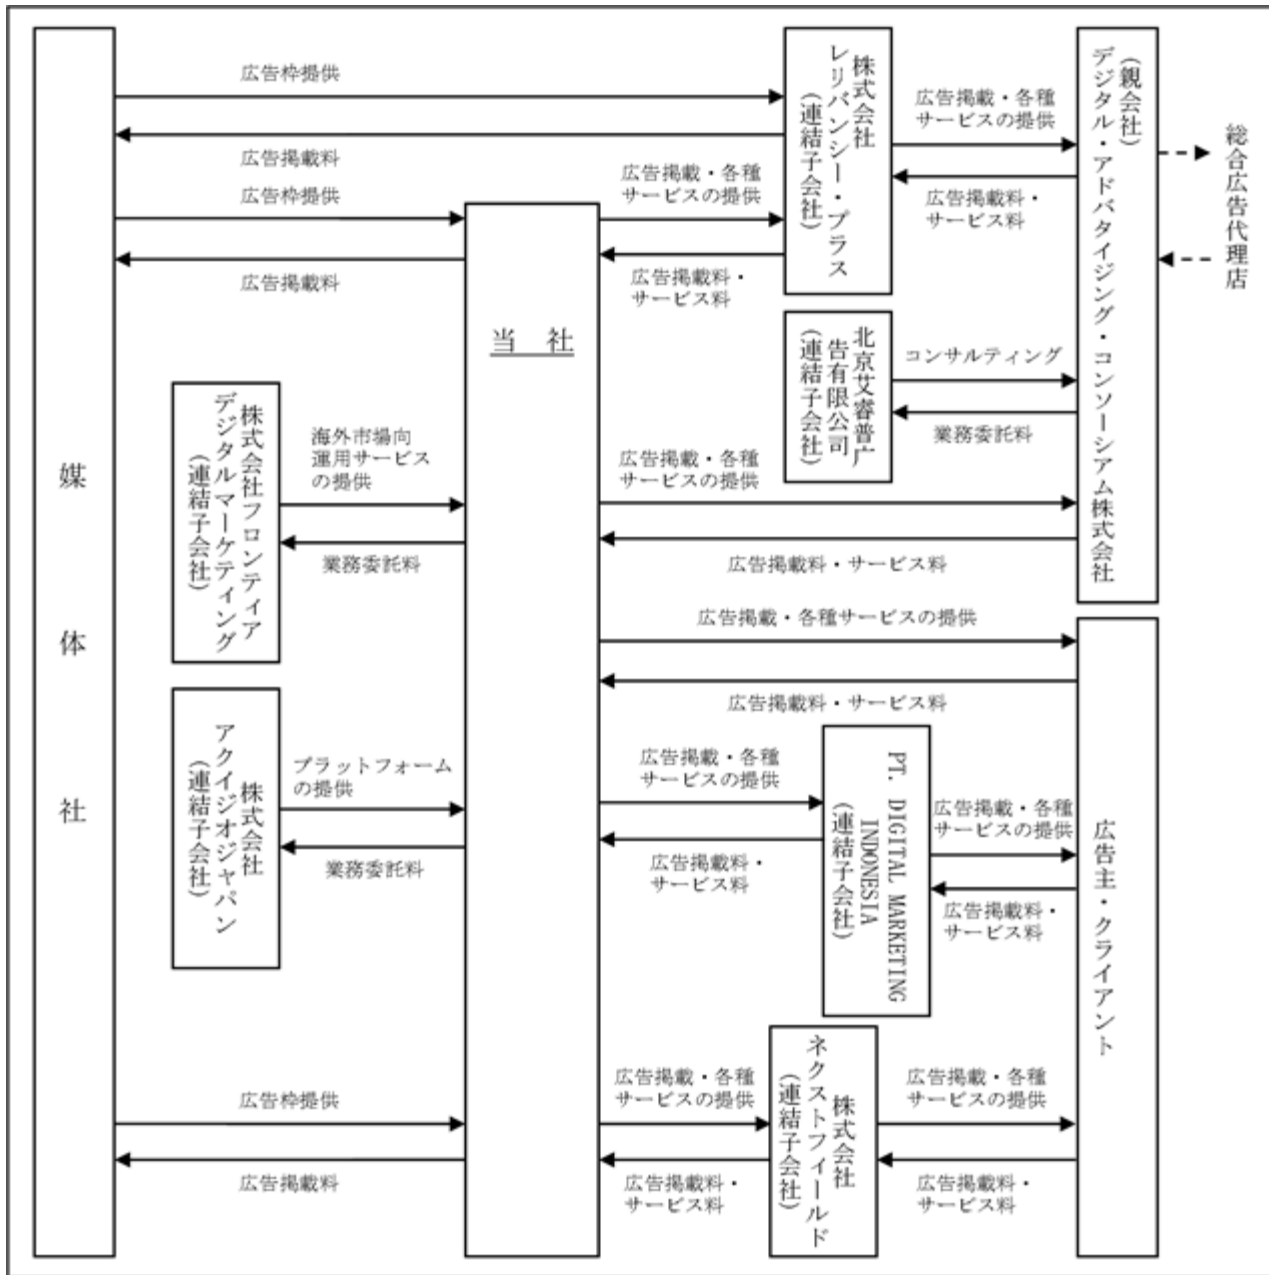 媒体社
広告枠提供
広告掲載料
広告枠提供
広告掲載料
株式会社フロンティア
デジタルマーケティング
(連結子会社)
海外市場向
運用サービス
の提供
業務委託料
株式会社
アクイジオジャパン
(連結子会社)
プラットフォーム
の提供
業務委託料
広告枠提供
広告掲載料
当　社
広告掲載・各種
サービスの提供
広告掲載料・
サービス料
株式会社
レリバンシー・プラス
(連結子会社)
広告掲載・各種
サービスの提供
広告掲載料・
サービス料
北京艾睿普广
告有限公司
(連結子会社)
コンサルティング
業務委託料
広告掲載・各種
サービスの提供
広告掲載料・サービス料
(親会社)
デジタル・アドバタイジング・コンソーシアム株式会社
総合広告代理店
広告掲載・各種サービスの提供
広告掲載料・サービス料
広告掲載・各種
サービスの提供
広告掲載料・
サービス料
PT. DIGITAL MARKETING
INDONESIA
(連結子会社)
広告掲載・各種
サービスの提供
広告掲載料・
サービス料
広告掲載・各種
サービスの提供
広告掲載料・
サービス料
株式会社
ネクストフィールド
(連結子会社)
広告掲載・各種
サービスの提供
広告掲載料・
サービス料
広告主・クライアント